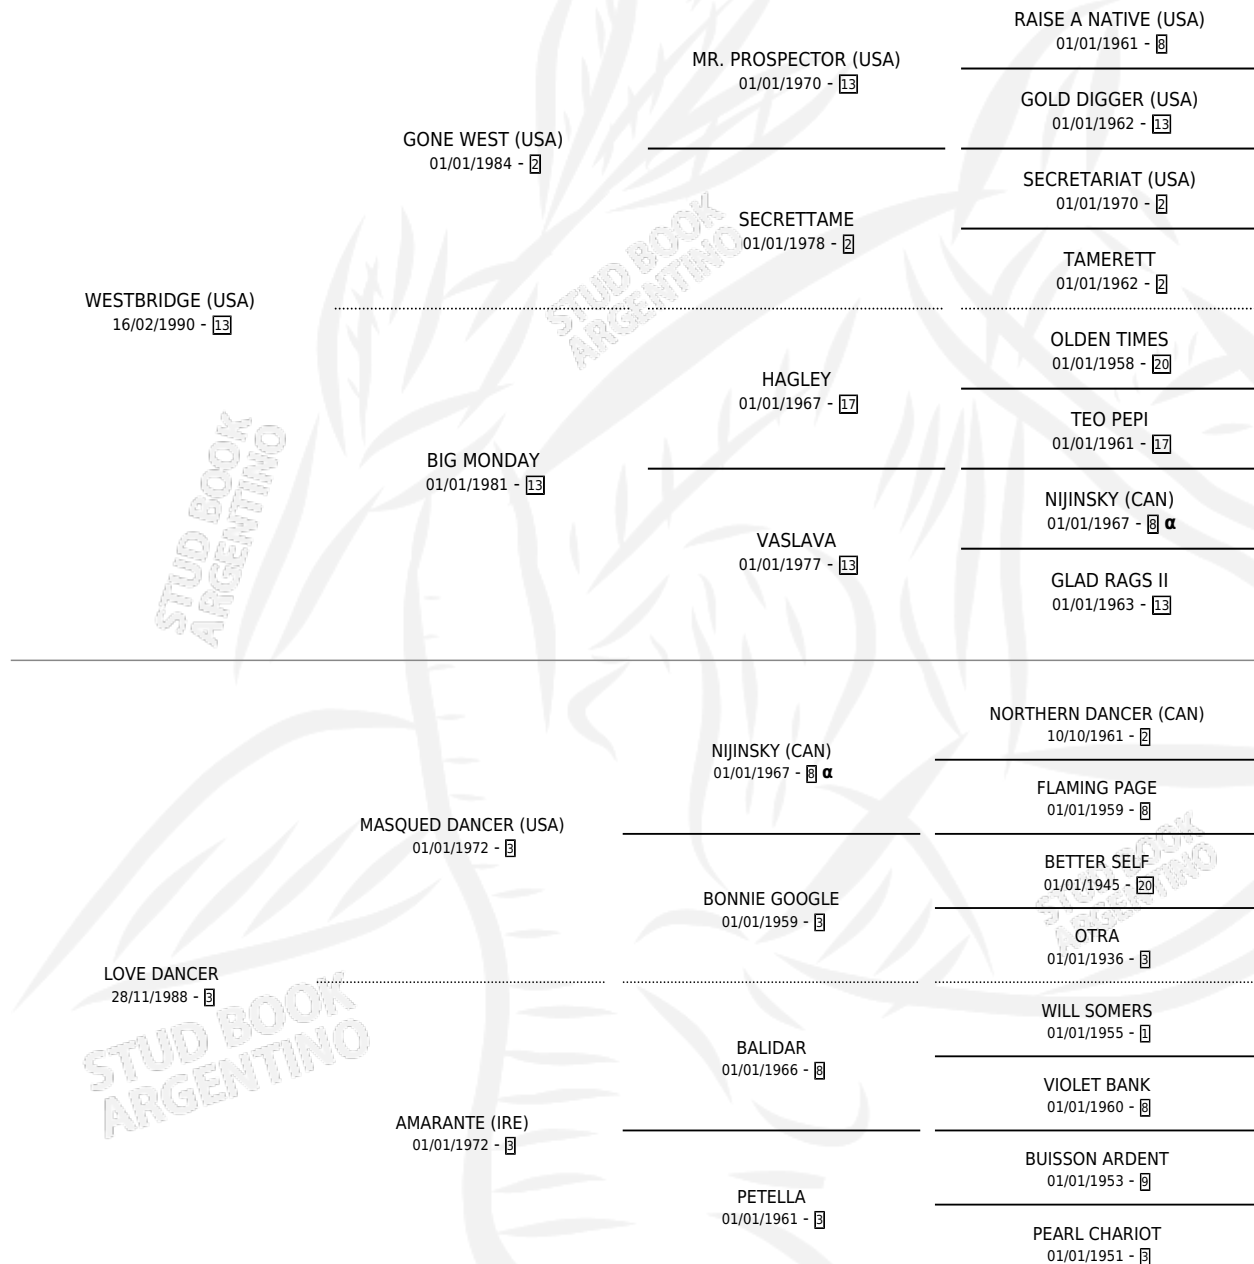 RAISE A NATIVE (USA)
01/01/1961 - 8
MR. PROSPECTOR (USA)
01/01/1970 - 13
GOLD DIGGER (USA)
01/01/1962 - 13
GONE WEST (USA)
01/01/1984 - 2
SECRETARIAT (USA)
01/01/1970 - 2
SECRETTAME
01/01/1978 - 2
TAMERETT
01/01/1962 - 2
WESTBRIDGE (USA)
16/02/1990 - 13
OLDEN TIMES
01/01/1958 - 20
HAGLEY
01/01/1967 - 17
TEO PEPI
01/01/1961 - 17
BIG MONDAY
01/01/1981 - 13
NIJINSKY (CAN)
01/01/1967 - 8 α
VASLAVA
01/01/1977 - 13
GLAD RAGS II
01/01/1963 - 13
NORTHERN DANCER (CAN)
10/10/1961 - 2
NIJINSKY (CAN)
01/01/1967 - 8 α
FLAMING PAGE
01/01/1959 - 8
MASQUED DANCER (USA)
01/01/1972 - 3
BETTER SELF
01/01/1945 - 20
BONNIE GOOGLE
01/01/1959 - 3
OTRA
01/01/1936 - 3
LOVE DANCER
28/11/1988 - 3
WILL SOMERS
01/01/1955 - 1
BALIDAR
01/01/1966 - 8
VIOLET BANK
01/01/1960 - 8
AMARANTE (IRE)
01/01/1972 - 3
BUISSON ARDENT
01/01/1953 - 9
PETELLA
01/01/1961 - 3
PEARL CHARIOT
01/01/1951 - 3
STUD BOOK
ARGENTINO
STUD BOOK
ARGENTINO
STUD BOOK
ARGENTINO
STUD BOOK
ARGENTINO